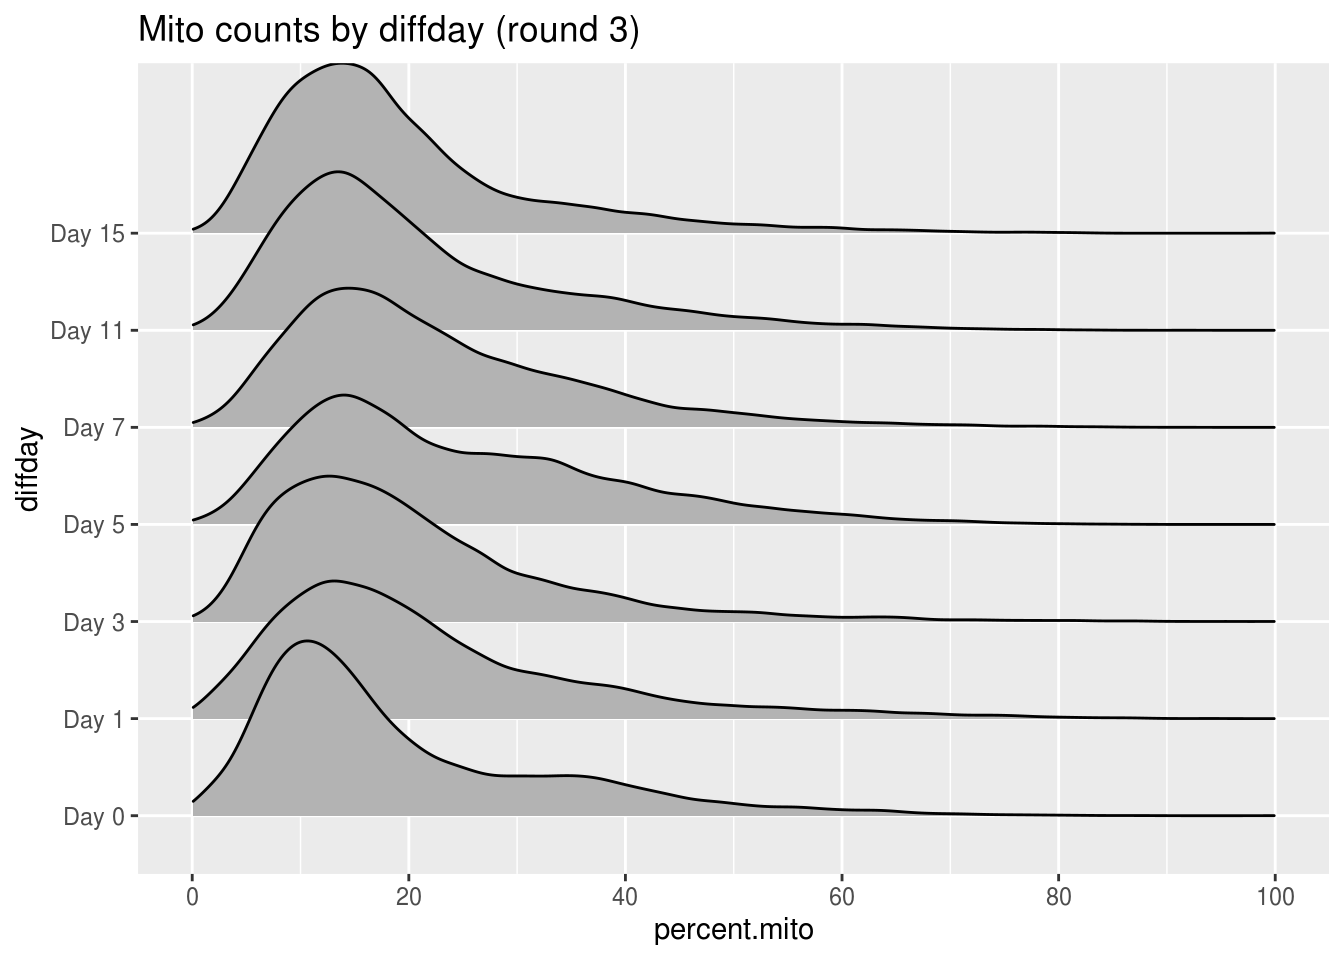 Mito counts by diffday (round 3)
Day 15
Day 11
Day 7
Day 5
Day 3
Day 1
Day 0
diffday
0 20 40 60 80 100
percent.mito